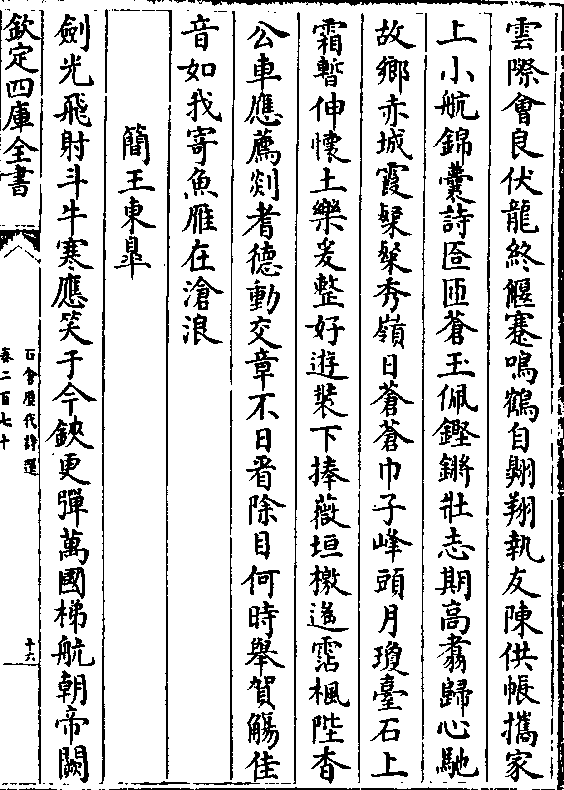 雲際會良伏龍終偃蹇鳴鶴自翺翔執友陳供帳攜家
上小航錦囊詩匼匝蒼玉佩鏗鏘壯志期高翥歸心馳
故鄉赤城霞粲粲秀嶺日蒼蒼巾子峰頭月瓊臺石上
霜暫伸懷土樂爰整好遊裝下捧薇垣檄遙霑楓陛香
公車應薦剡耆德動交章不日看除目何時舉賀觴佳
音如我寄魚雁在滄浪
簡王東皐
劍光飛射斗牛寒應笑于今鋏更彈萬國梯航朝帝闕
欽定四庫全書
石倉歷代詩選
卷二百七十
十六